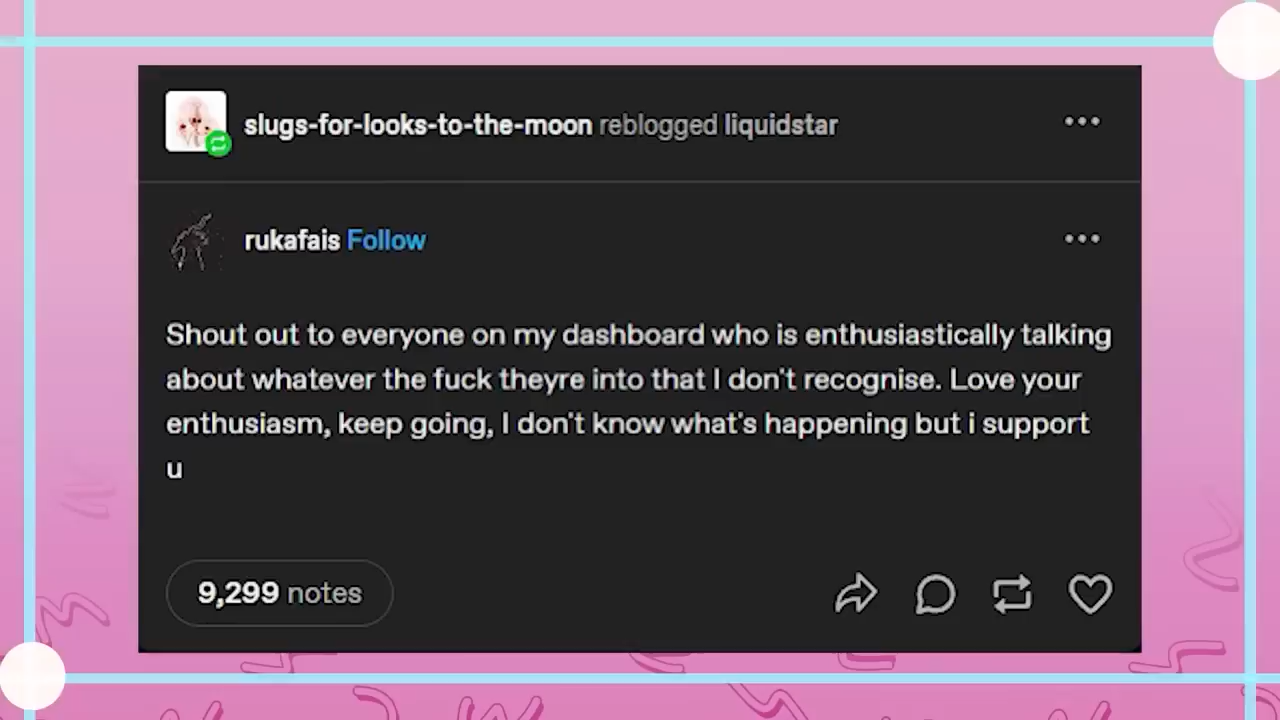 slugs-for-looks-to-the-moon reblogged liquidstar
rukafais Follow
Shout out to everyone on my dashboard who is enthusiastically talking
about whatever the fuck theyre into that I don't recognise. Love your
enthusiasm, keep going, I don't know what's happening but i support
u
9,299 notes